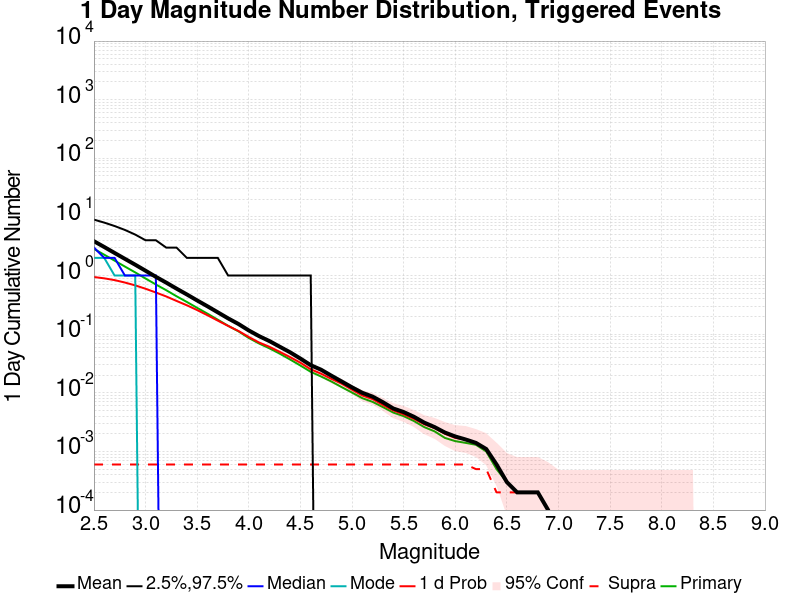 1 Day Magnitude Number Distribution, Triggered Events
10^4
10^3
10^2
10^1
10^0
10^-1
10^-2
10^-3
10^-4
1 Day Cumulative Number
2.5 3.0 3.5 4.0 4.5 5.0 5.5 6.0 6.5 7.0 7.5 8.0 8.5 9.0
Magnitude
Mean 2.5%,97.5% Median Mode 1 d Prob 95% Conf Supra Primary